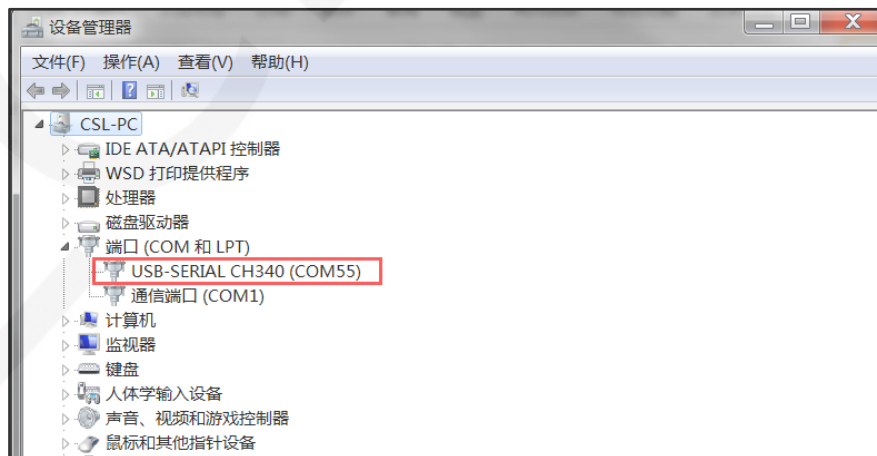 设备管理器
文件(F) 操作(A) 查看(V) 帮助(H)
CSL-PC
IDE ATA/ATAPI 控制器
WSD 打印提供程序
处理器
磁盘驱动器
端口 (COM 和 LPT)
USB-SERIAL CH340 (COM55)
通信端口 (COM1)
计算机
监视器
键盘
人体学输入设备
声音、视频和游戏控制器
鼠标和其他指针设备